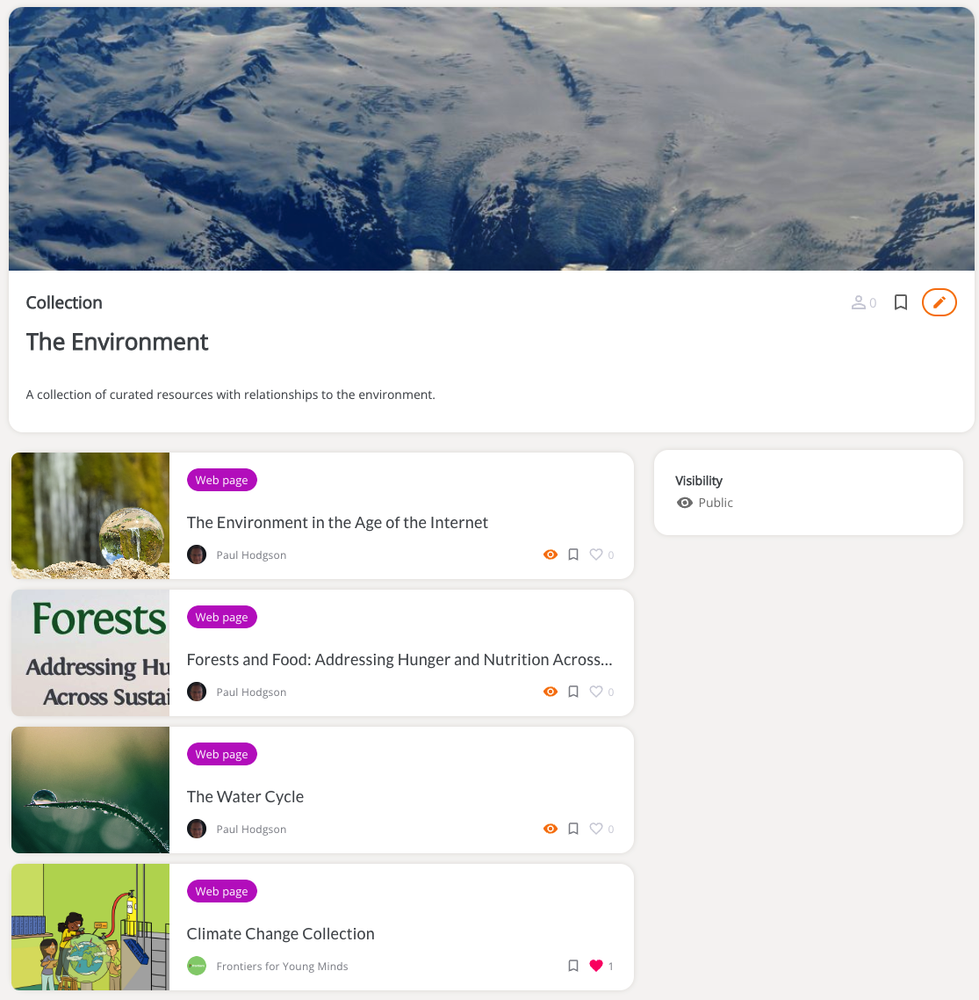 Collection
0
The Environment
A collection of curated resources with relationships to the environment.
Web page
The Environment in the Age of the Internet
Paul Hodgson
0
Visibility
Public
Forests
Addressing Hu
Across Sustai
Web page
Forests and Food: Addressing Hunger and Nutrition Across...
Paul Hodgson
0
Web page
The Water Cycle
Paul Hodgson
0
Web page
Climate Change Collection
Frontiers for Young Minds
1